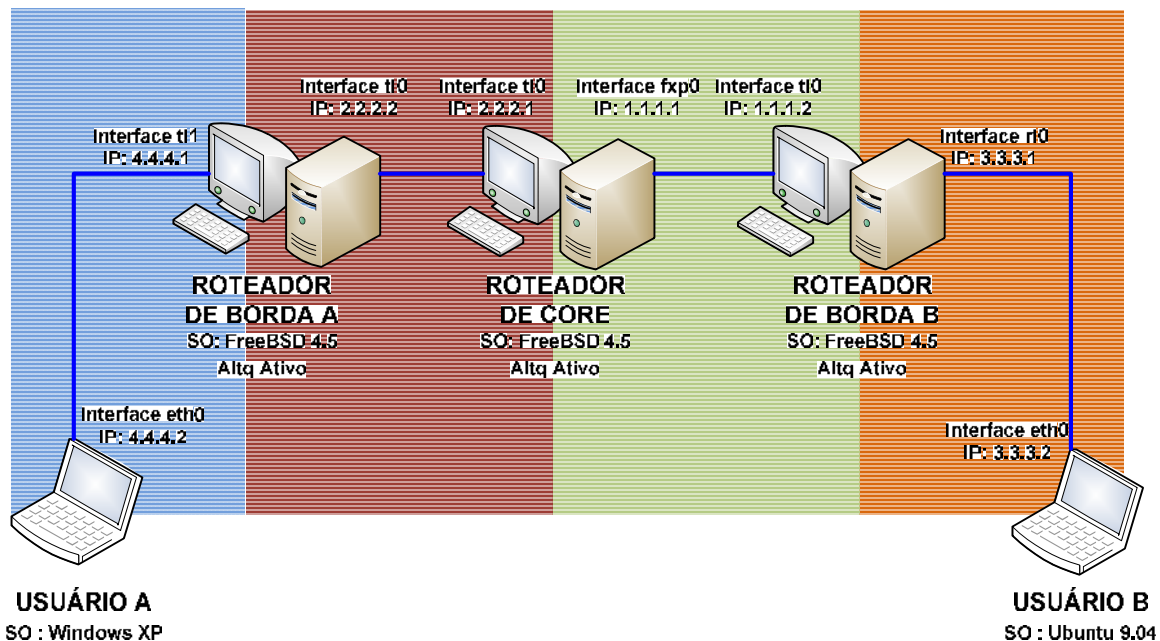 Interface tl0
IP: 2.2.2.2
Interface tl0
IP: 2.2.2.1
Interface fxp0
IP: 1.1.1.1
Interface tl0
IP: 1.1.1.2
Interface tl1
IP: 4.4.4.1
Interface rl0
IP: 3.3.3.1
ROTEADOR
DE BORDA A
SO: FreeBSD 4.5
Altq Ativo
ROTEADOR
DE CORE
SO: FreeBSD 4.5
Altq Ativo
ROTEADOR
DE BORDA B
SO: FreeBSD 4.5
Altq Ativo
Interface eth0
IP: 4.4.4.2
Interface eth0
IP: 3.3.3.2
USUÁRIO A
SO : Windows XP
USUÁRIO B
SO : Ubuntu 9.04